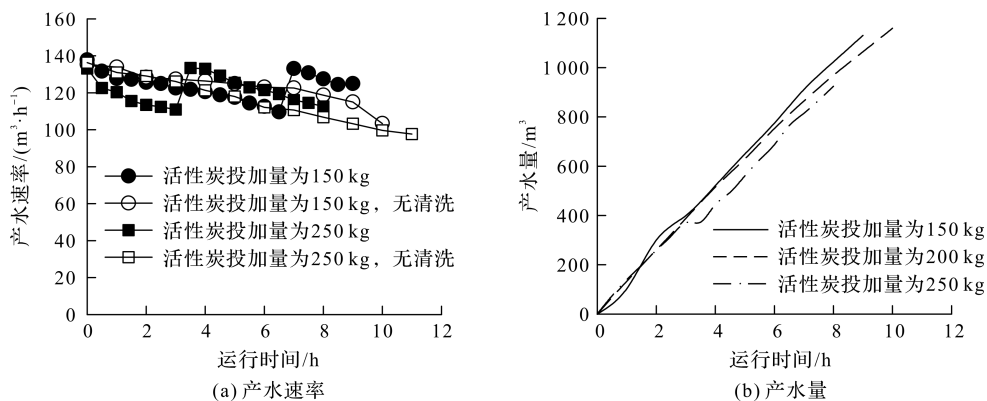 160
140
120
100
80
60
40
20
0
产水速率/(m³·h⁻¹)
活性炭投加量为150 kg
活性炭投加量为150 kg，无清洗
活性炭投加量为250 kg
活性炭投加量为250 kg，无清洗
0 2 4 6 8 10 12
运行时间/h
(a) 产水速率
1 200
1 000
800
600
400
200
0
产水量/m³
活性炭投加量为150 kg
活性炭投加量为200 kg
活性炭投加量为250 kg
0 2 4 6 8 10 12
运行时间/h
(b) 产水量